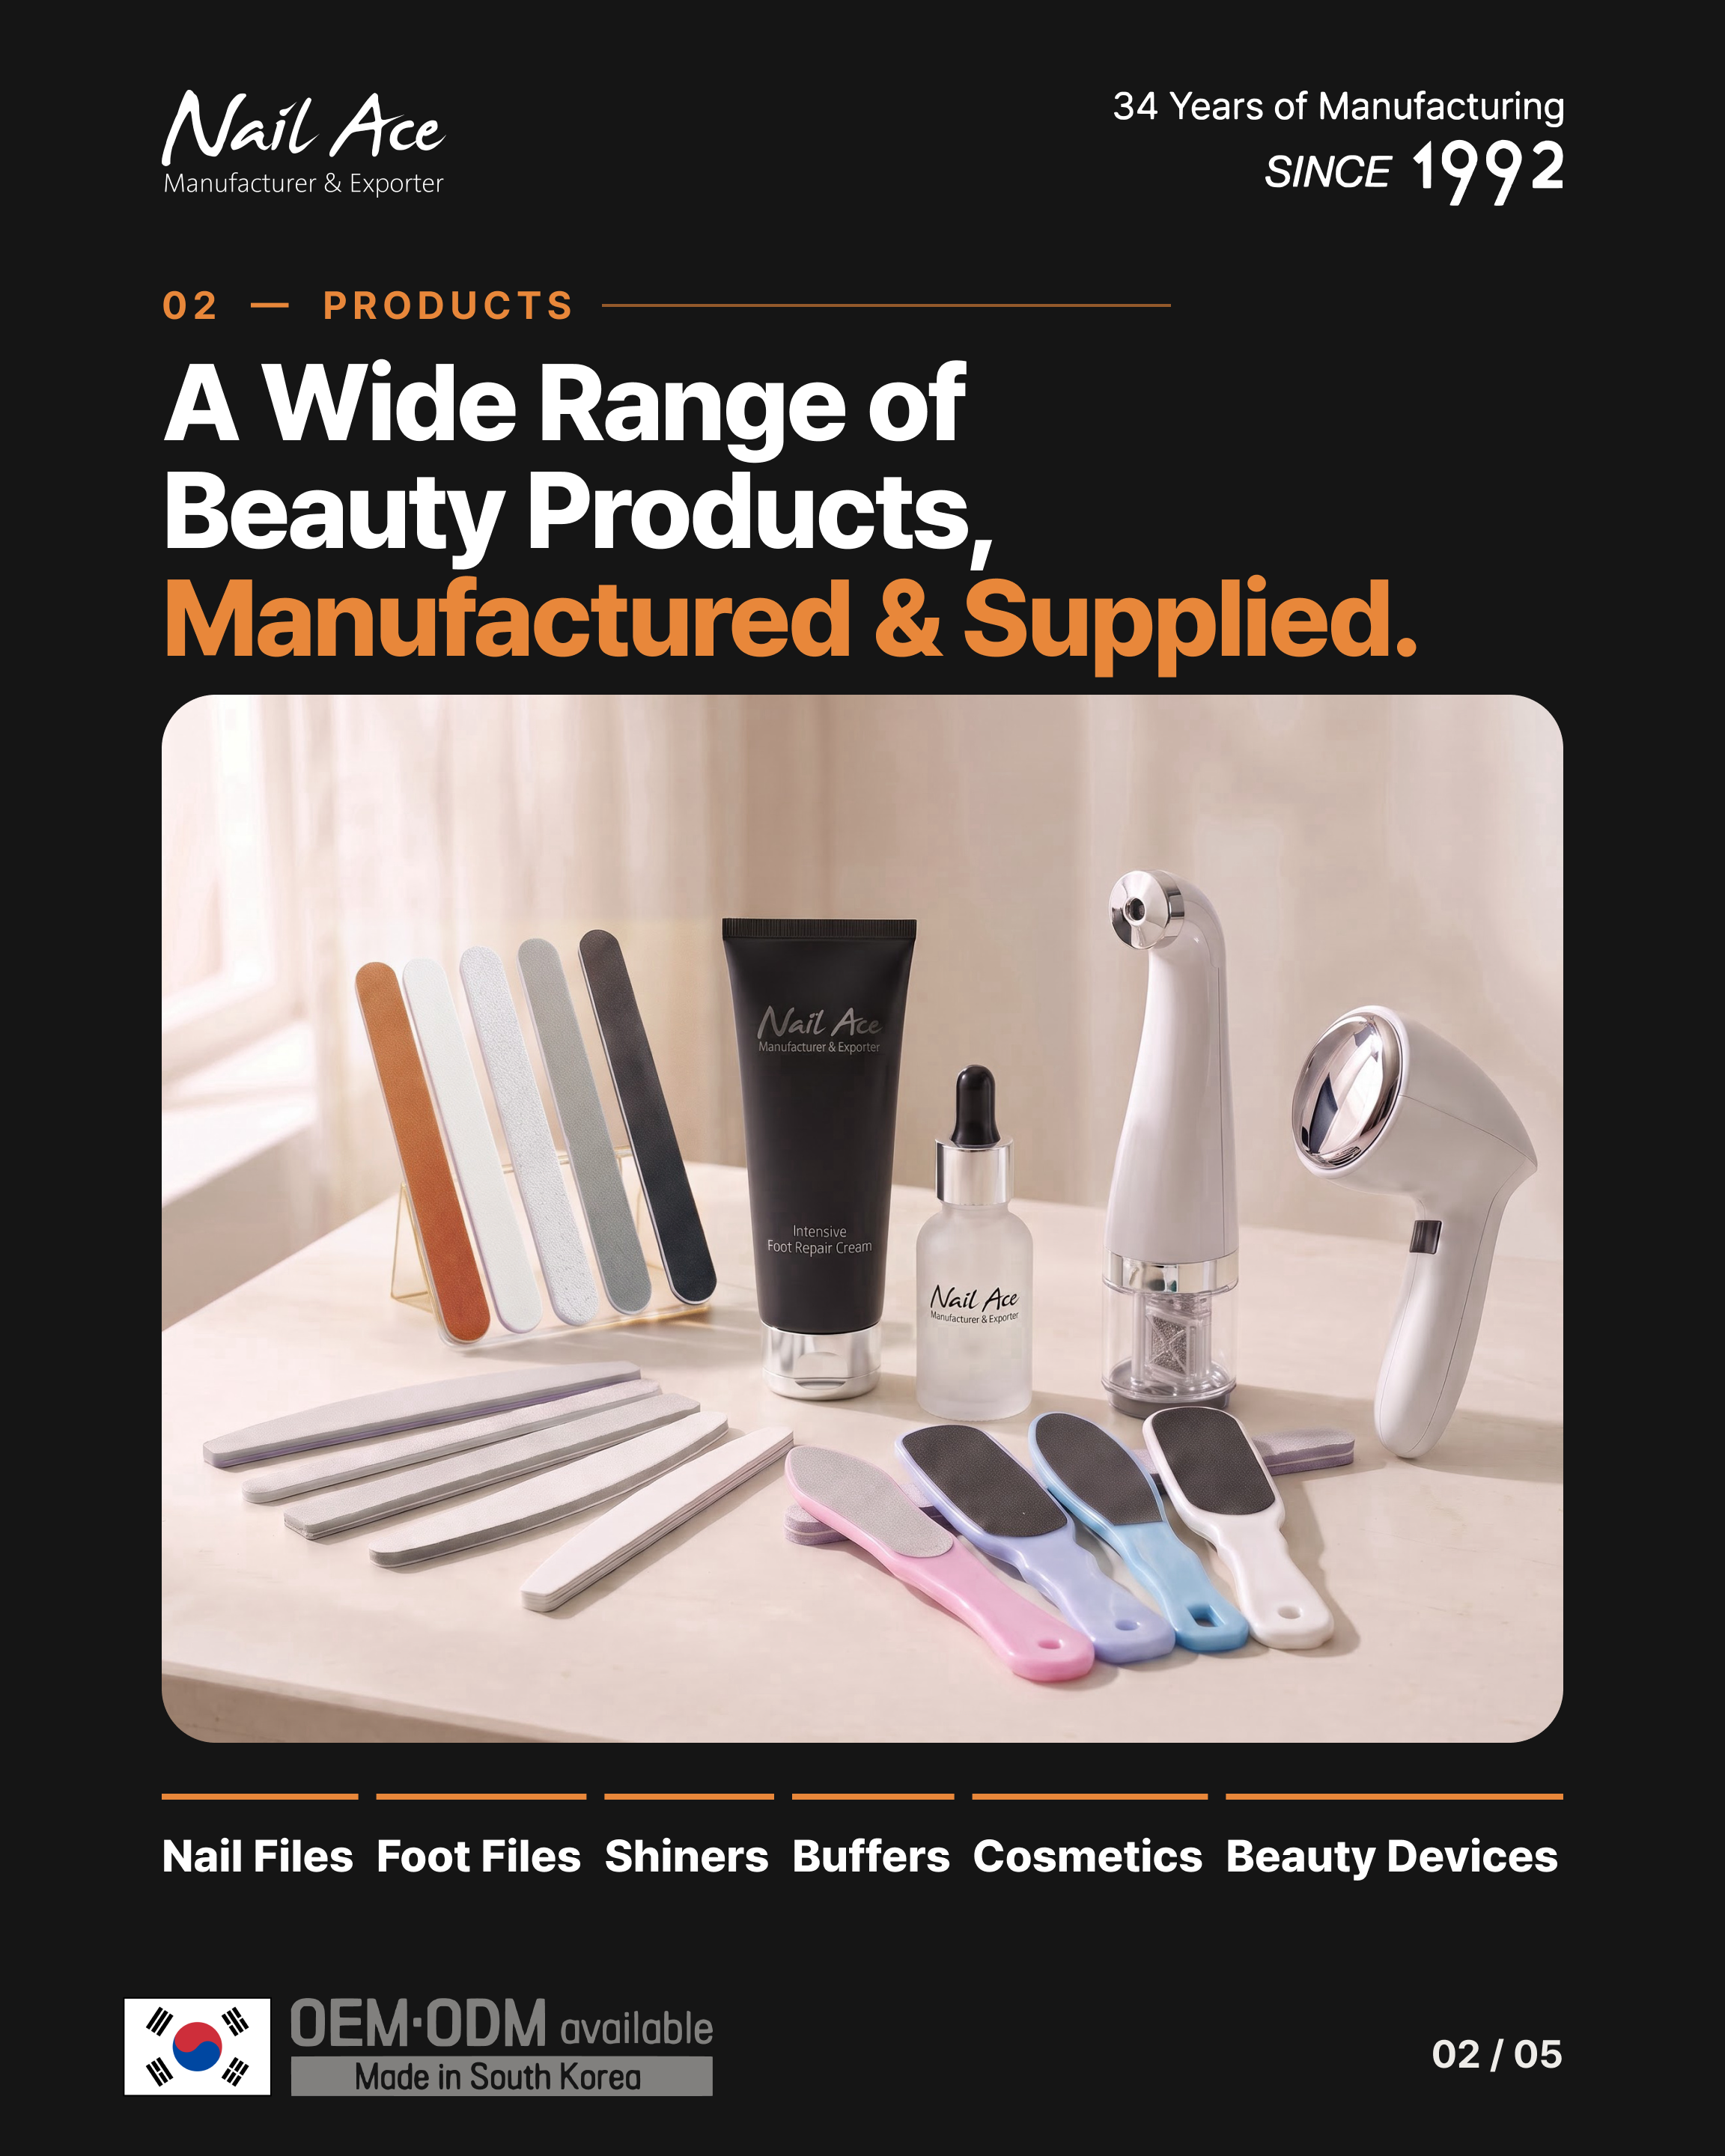 Nail Ace
Manufacturer & Exporter
34 Years of Manufacturing
SINCE 1992
02 — PRODUCTS
A Wide Range of
Beauty Products,
Manufactured & Supplied.
Nail Ace
Manufacturer & Exporter
Intensive
Foot Repair Cream
Nail Ace
Manufacturer & Exporter
Nail Files Foot Files Shiners Buffers Cosmetics Beauty Devices
OEM·ODM available
Made in South Korea
02 / 05